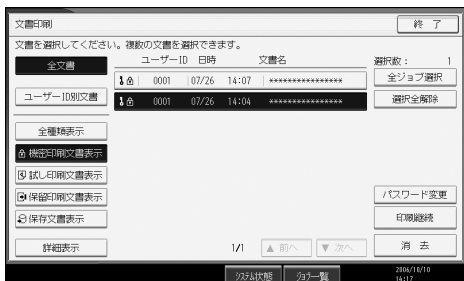 文書印刷
終 了
文書を選択してください。複数の文書を選択できます。
ユーザーID 日時 文書名
選択数： 1
全文書
ユーザーID別文書
全種類表示
機密印刷文書表示
試し印刷文書表示
保留印刷文書表示
保存文書表示
詳細表示
0001 07/26 14:07 ****************
0001 07/26 14:04 ****************
全ジョブ選択
選択全解除
パスワード変更
印刷継続
消 去
1/1 ▲ 前へ ▼ 次へ
システム状態 ジョブ一覧
2006/10/10
14:17